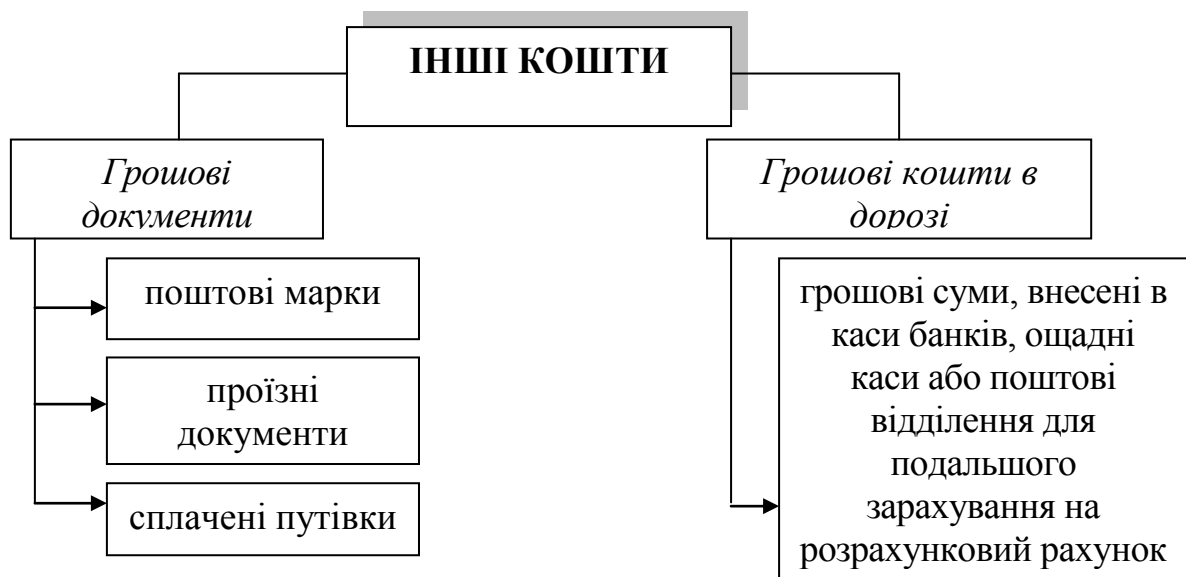 ІНШІ КОШТИ
Грошові
документи
поштові марки
проїзні
документи
сплачені путівки
Грошові кошти в
дорозі
грошові суми, внесені в
каси банків, ощадні
каси або поштові
відділення для
подальшого
зарахування на
розрахунковий рахунок